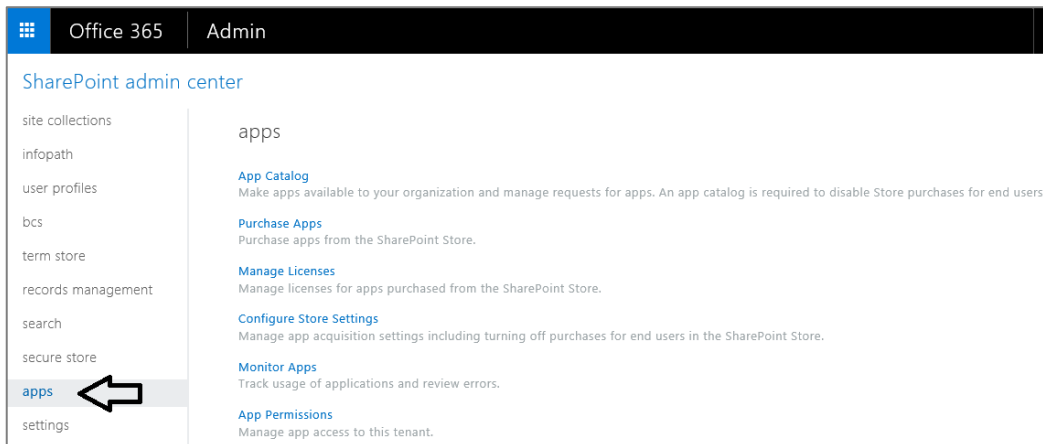 Office 365
Admin
SharePoint admin center
site collections
infopath
user profiles
bcs
term store
records management
search
secure store
apps
settings
apps
App Catalog
Make apps available to your organization and manage requests for apps. An app catalog is required to disable Store purchases for end users
Purchase Apps
Purchase apps from the SharePoint Store.
Manage Licenses
Manage licenses for apps purchased from the SharePoint Store.
Configure Store Settings
Manage app acquisition settings including turning off purchases for end users in the SharePoint Store.
Monitor Apps
Track usage of applications and review errors.
App Permissions
Manage app access to this tenant.